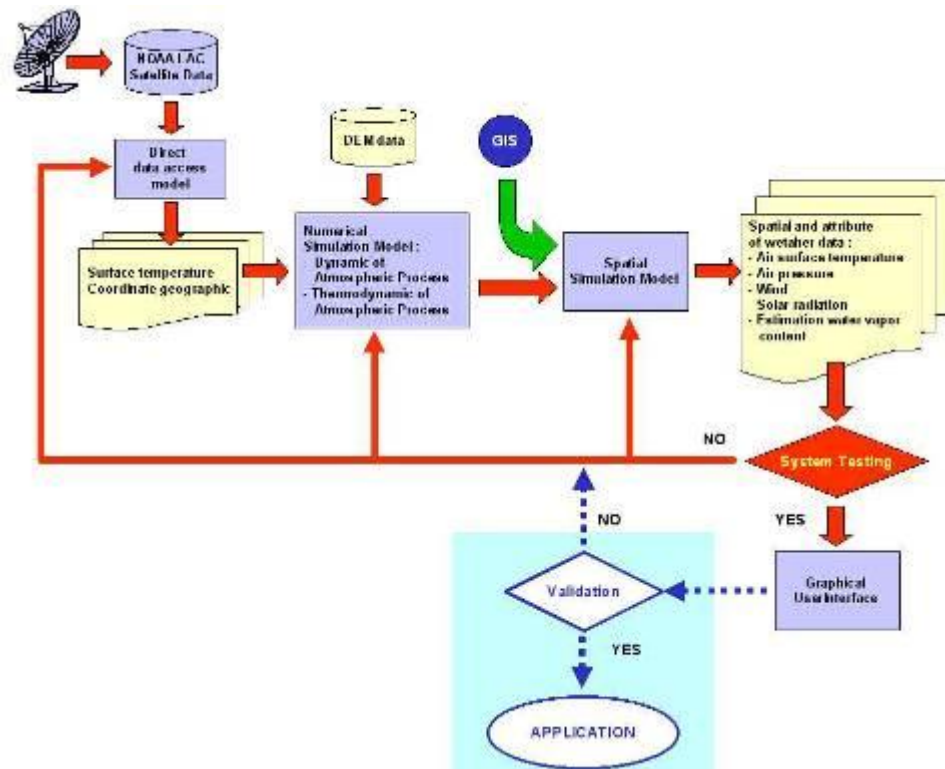 NOAA LAC
Satellite Data
Direct
data access
model
DEM data
GIS
Surface temperature
Coordinate geographic
Numerical
Simulation Model :
Dynamic of
Atmospheric Process
- Thermodynamic of
Atmospheric Process
Spatial
Simulation Model
Spatial and attribute
of wetaher data :
- Air surface temperature
- Air pressure
- Wind
Solar radiation
- Estimation water vapor
content
NO
System Testing
YES
NO
Validation
Graphical
UserInterface
YES
APPLICATION